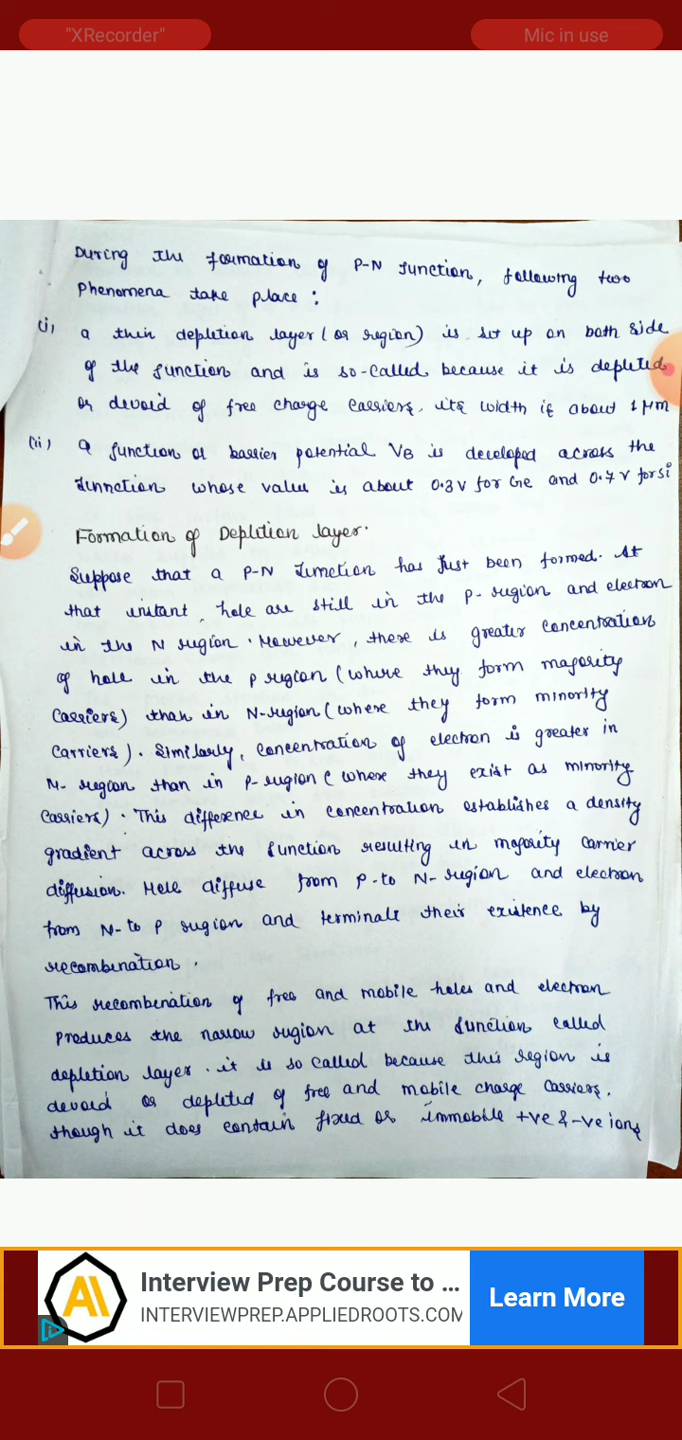 "XRecorder"
Mic in use
During the formation of P-N Junction, following two
Phenomena take place :
(i) a thin depletion layer (or region) is set up on both side
of the function and is so-called because it is depleted
or devoid of free charge carriers. its width is about 1 μm
(ii) a function or barrier potential VB is developed across the
Junction whose value is about 0.3 v for Ge and 0.7 v for si
Formation of Depletion layer.
Suppose that a P-N Junction has Just been formed. At
that instant, hole are still in the p-region and electron
in the N region. However, there is greater concentration
of hole in the p region (where they form majority
carriers) than in N-region (where they form minority
carriers). Similarly, concentration of electron is greater in
N-region than in p-region (where they exist as minority
carriers). This difference in concentration establishes a density
gradient across the function resulting in majority carrier
diffusion. Hole diffuse from p-to N-region and electron
from N-to p region and terminate their existence by
recombination.
This recombination of free and mobile holes and electron
produces the narrow region at the function called
depletion layer. it is so called because this region is
devoid or depleted of free and mobile charge carriers.
though it does contain fixed or immobile +ve & -ve ions
Interview Prep Course to ...
INTERVIEWPREP.APPLIEDROOTS.COM
Learn More